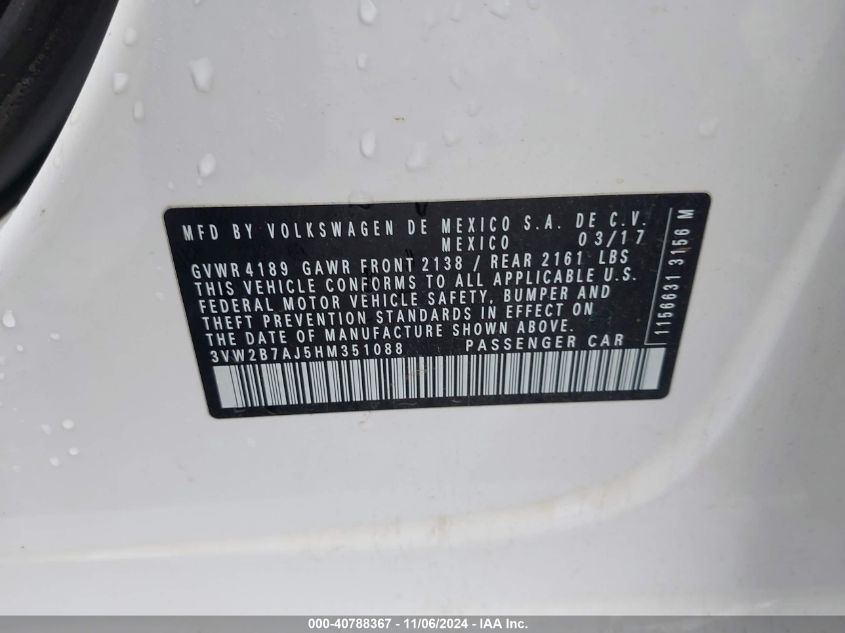 MFD BY VOLKSWAGEN DE MEXICO S.A. DE C.V.
MEXICO 03/17
GVWR 4189 GAWR FRONT 2138 / REAR 2161 LBS
THIS VEHICLE CONFORMS TO ALL APPLICABLE U.S.
FEDERAL MOTOR VEHICLE SAFETY, BUMPER AND
THEFT PREVENTION STANDARDS IN EFFECT ON
THE DATE OF MANUFACTURE SHOWN ABOVE.
3VW2B7AJ5HM351088 PASSENGER CAR
1156631 3156 M
000-40788367 - 11/06/2024 - IAA Inc.